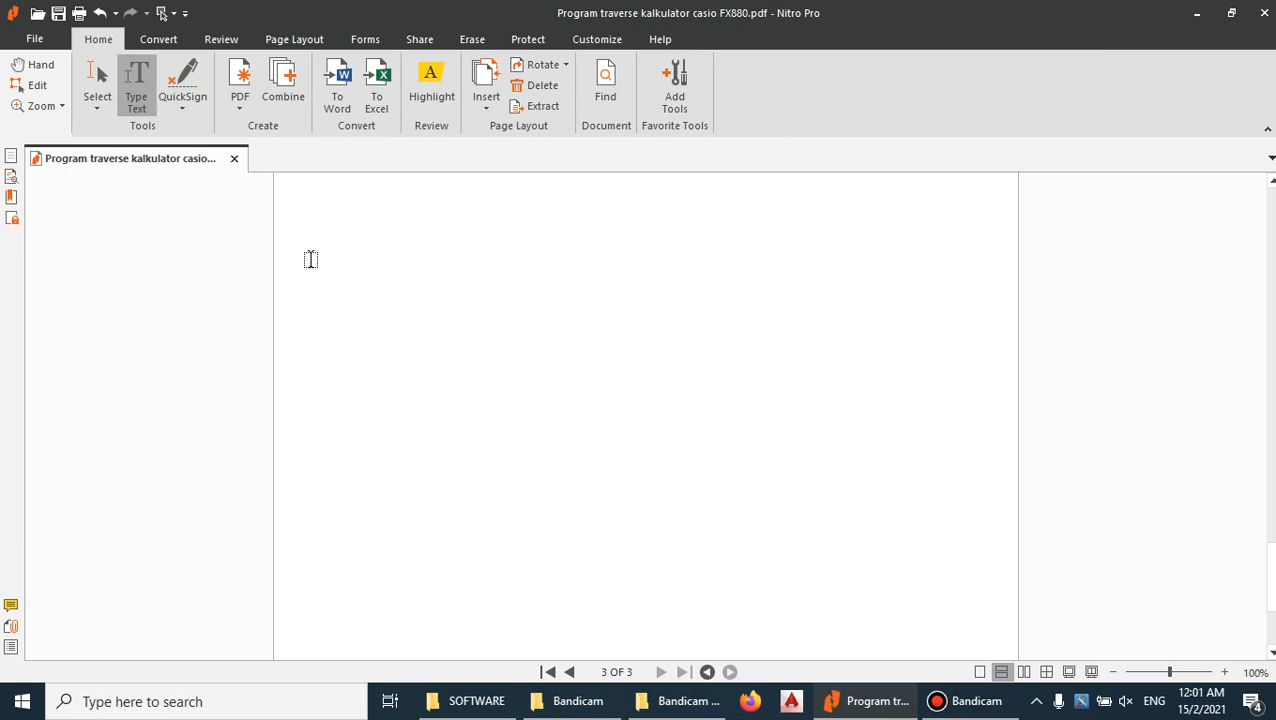 Program traverse kalkulator casio FX880.pdf - Nitro Pro
File
Home
Convert
Review
Page Layout
Forms
Share
Erase
Protect
Customize
Help
Hand
Edit
Zoom
Select
Type Text
QuickSign
Tools
PDF
Combine
Create
To Word
To Excel
Convert
Highlight
Review
Insert
Rotate
Delete
Extract
Page Layout
Find
Document
Add Tools
Favorite Tools
Program traverse kalkulator casio...
3 OF 3
100%
Type here to search
SOFTWARE
Bandicam
Bandicam ...
Program tr...
Bandicam
ENG
12:01 AM
15/2/2021
4